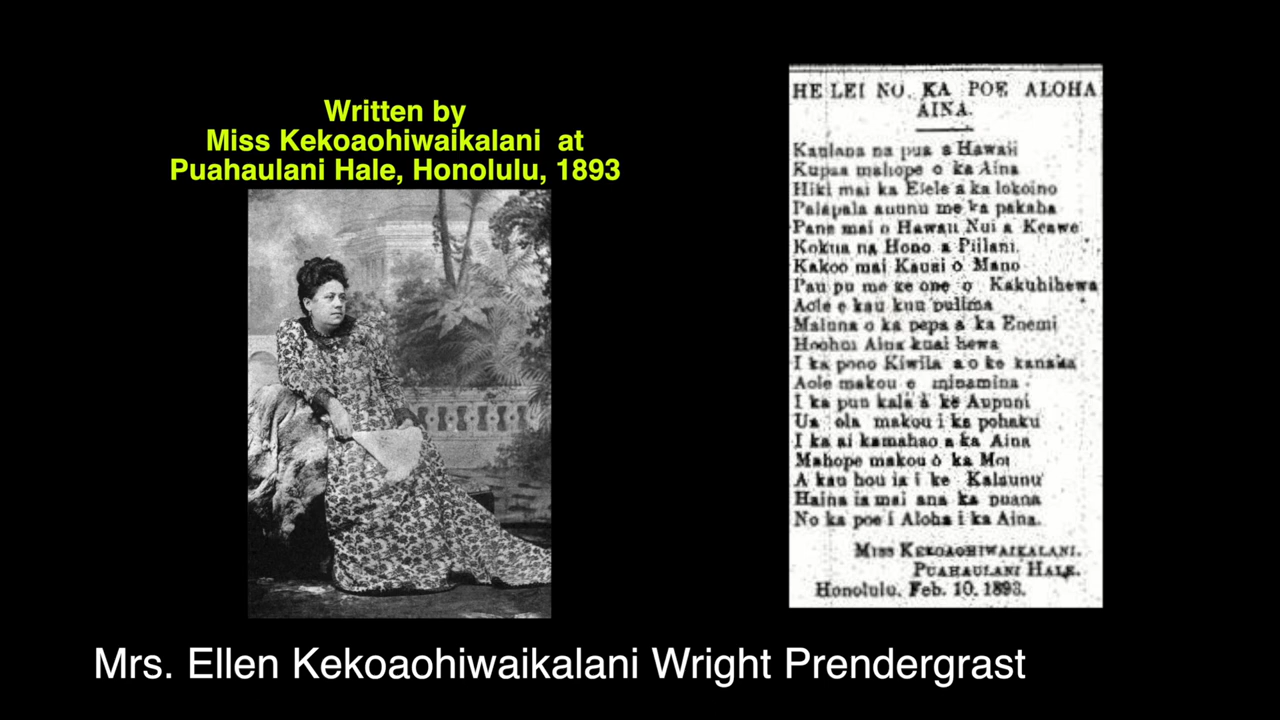 Written by
Miss Kekoaohiwaikalani at
Puahaulani Hale, Honolulu, 1893
HE LEI NO KA POE ALOHA
AINA.
Kaulana na pua a Hawaii
Kupaa mahope o ka Aina
Hiki mai ka Elele a ka lokoino
Palapala auunu me ka pakaha
Pane mai o Hawaii Nui a Keawe
Kokua na Hono a Piilani.
Kakoo mai Kauai o Mano
Pau pu me ke one o Kakuhihewa
Aole e kau kuu pulima
Maluna o ka pepa a ka Enemi
Hoohui Aina kuai hewa
I ka pono Kiwila a o ke kanaka
Aole makou e minamina
I ka puu kala a ke Aupuni
Ua ola makou i ka pohaku
I ka ai kamahao a ka Aina
Mahope makou o ka Moi
A kau hou ia i ke Kalaunu
Haina ia mai ana ka puana
No ka poe i Aloha i ka Aina.
MISS KEKOAOHIWAIKALANI.
PUAHAULANI HALE.
Honolulu, Feb. 10, 1893.
Mrs. Ellen Kekoaohiwaikalani Wright Prendergrast